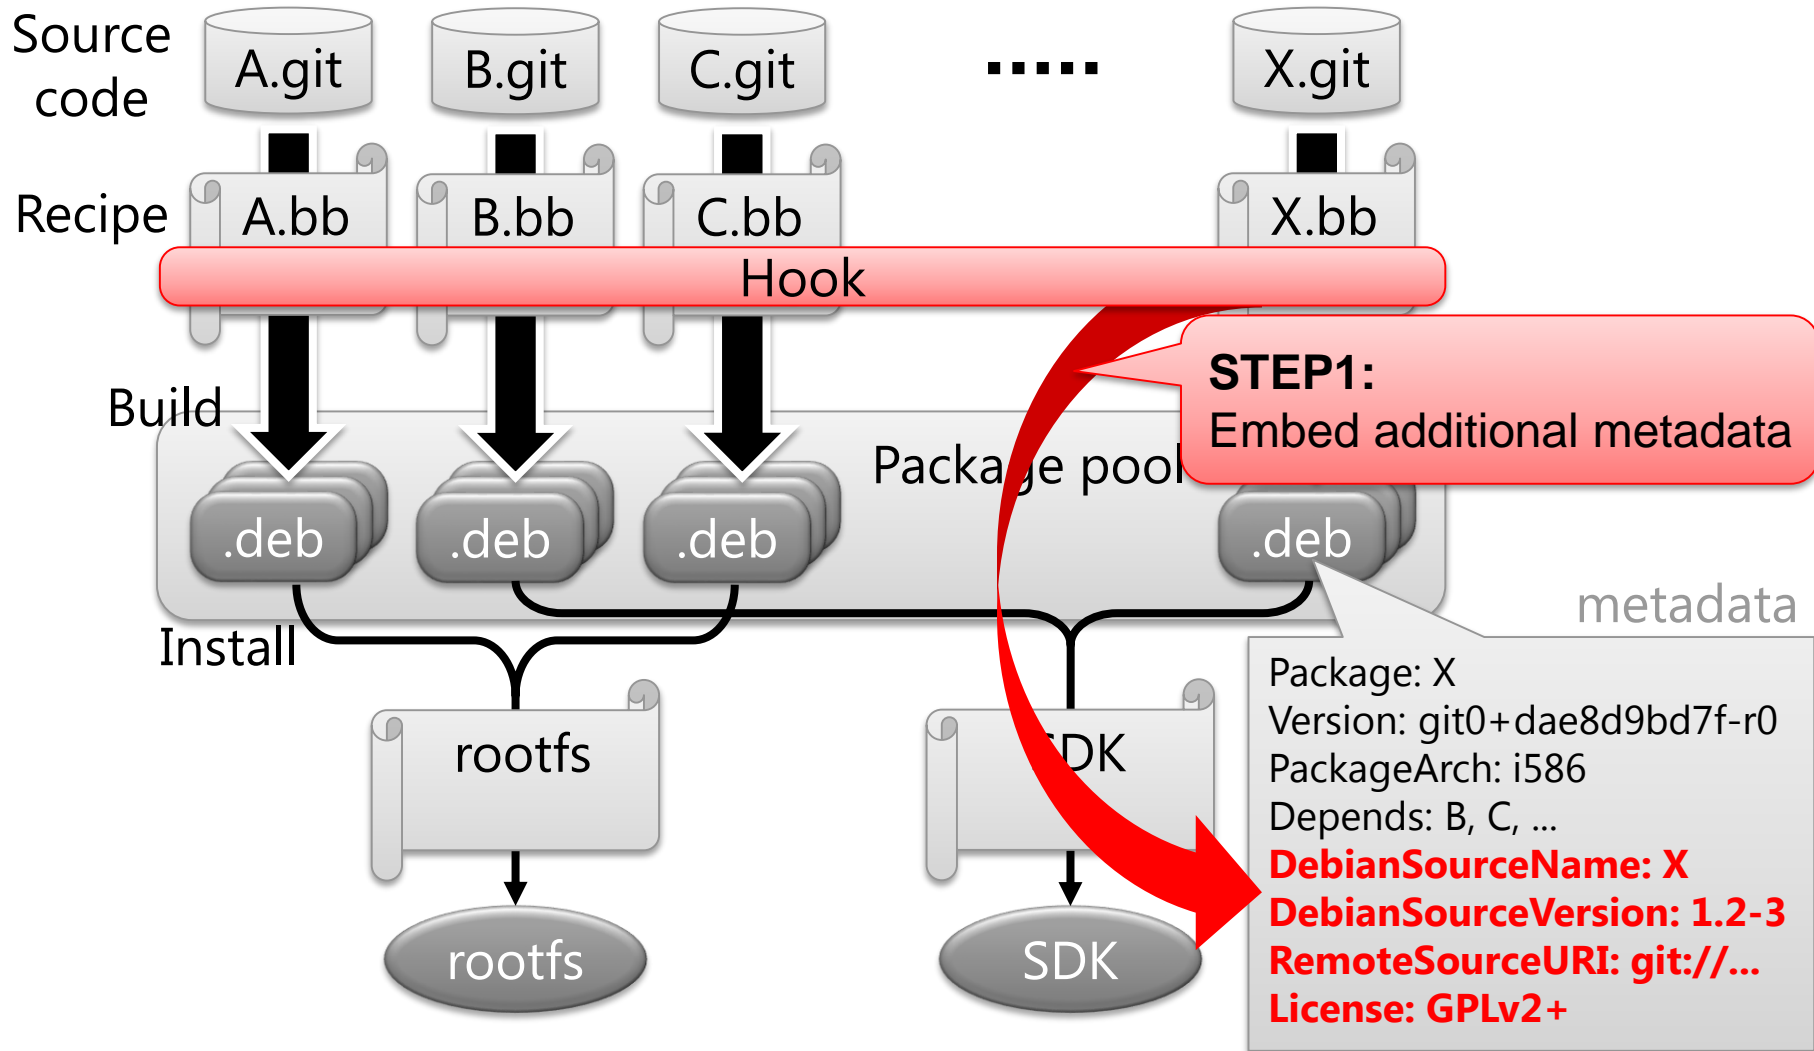 Source
code
A.git
B.git
C.git
X.git
Recipe
A.bb
B.bb
C.bb
X.bb
Hook
STEP1:
Embed additional metadata
Build
Package pool
.deb
.deb
.deb
.deb
Install
metadata
Package: X
Version: git0+dae8d9bd7f-r0
PackageArch: i586
Depends: B, C, ...
DebianSourceName: X
DebianSourceVersion: 1.2-3
RemoteSourceURI: git://...
License: GPLv2+
rootfs
SDK
rootfs
SDK